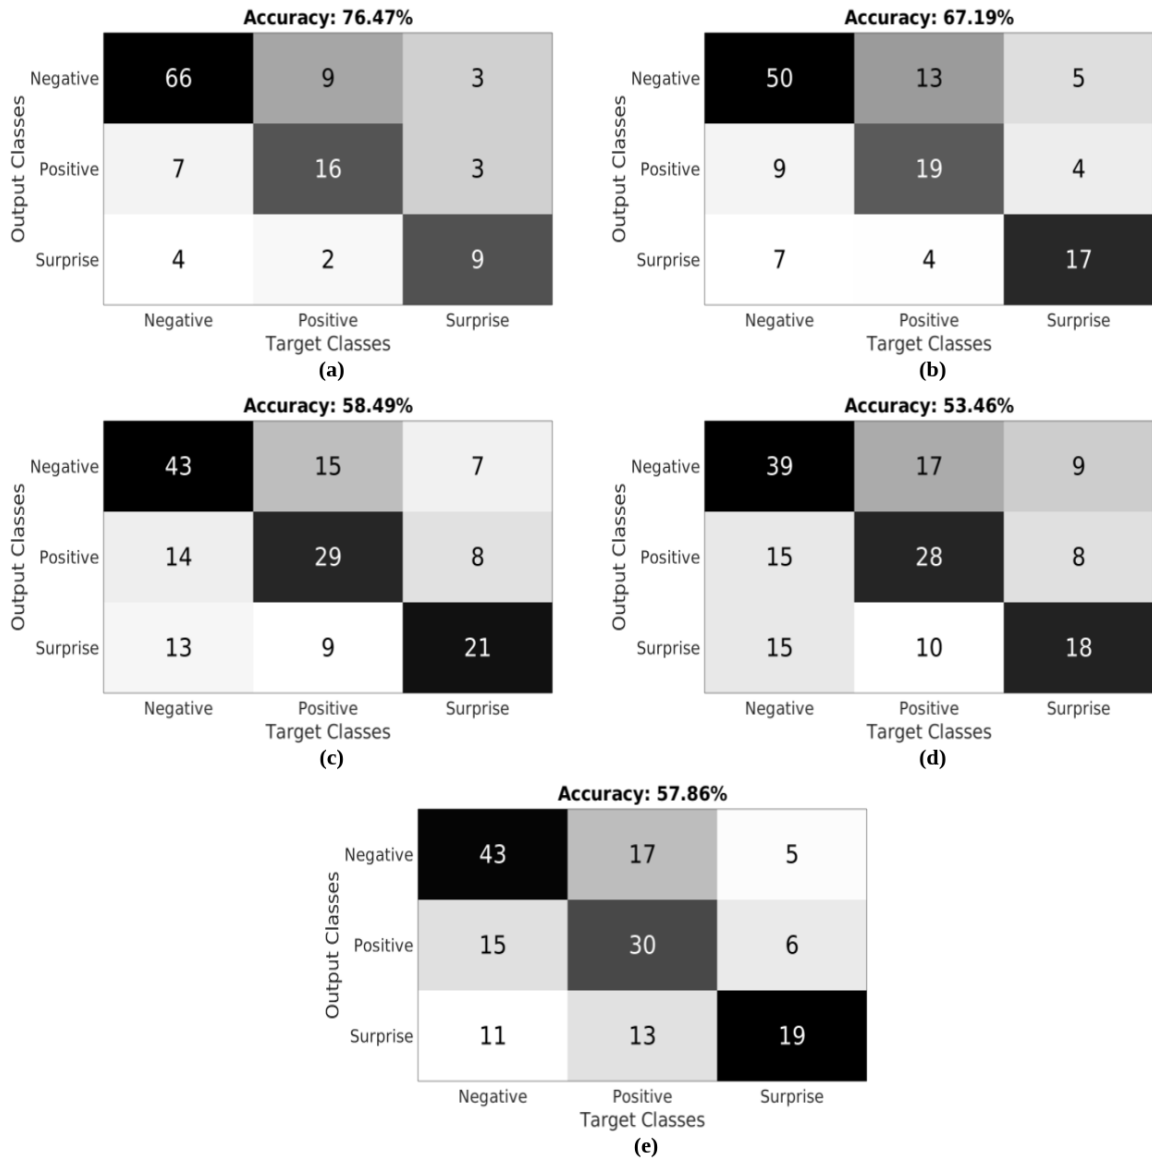 Accuracy: 76.47%
Output Classes
Negative 66 9 3
Positive 7 16 3
Surprise 4 2 9
Negative Positive Surprise
Target Classes
(a)
Accuracy: 67.19%
Output Classes
Negative 50 13 5
Positive 9 19 4
Surprise 7 4 17
Negative Positive Surprise
Target Classes
(b)
Accuracy: 58.49%
Output Classes
Negative 43 15 7
Positive 14 29 8
Surprise 13 9 21
Negative Positive Surprise
Target Classes
(c)
Accuracy: 53.46%
Output Classes
Negative 39 17 9
Positive 15 28 8
Surprise 15 10 18
Negative Positive Surprise
Target Classes
(d)
Accuracy: 57.86%
Output Classes
Negative 43 17 5
Positive 15 30 6
Surprise 11 13 19
Negative Positive Surprise
Target Classes
(e)